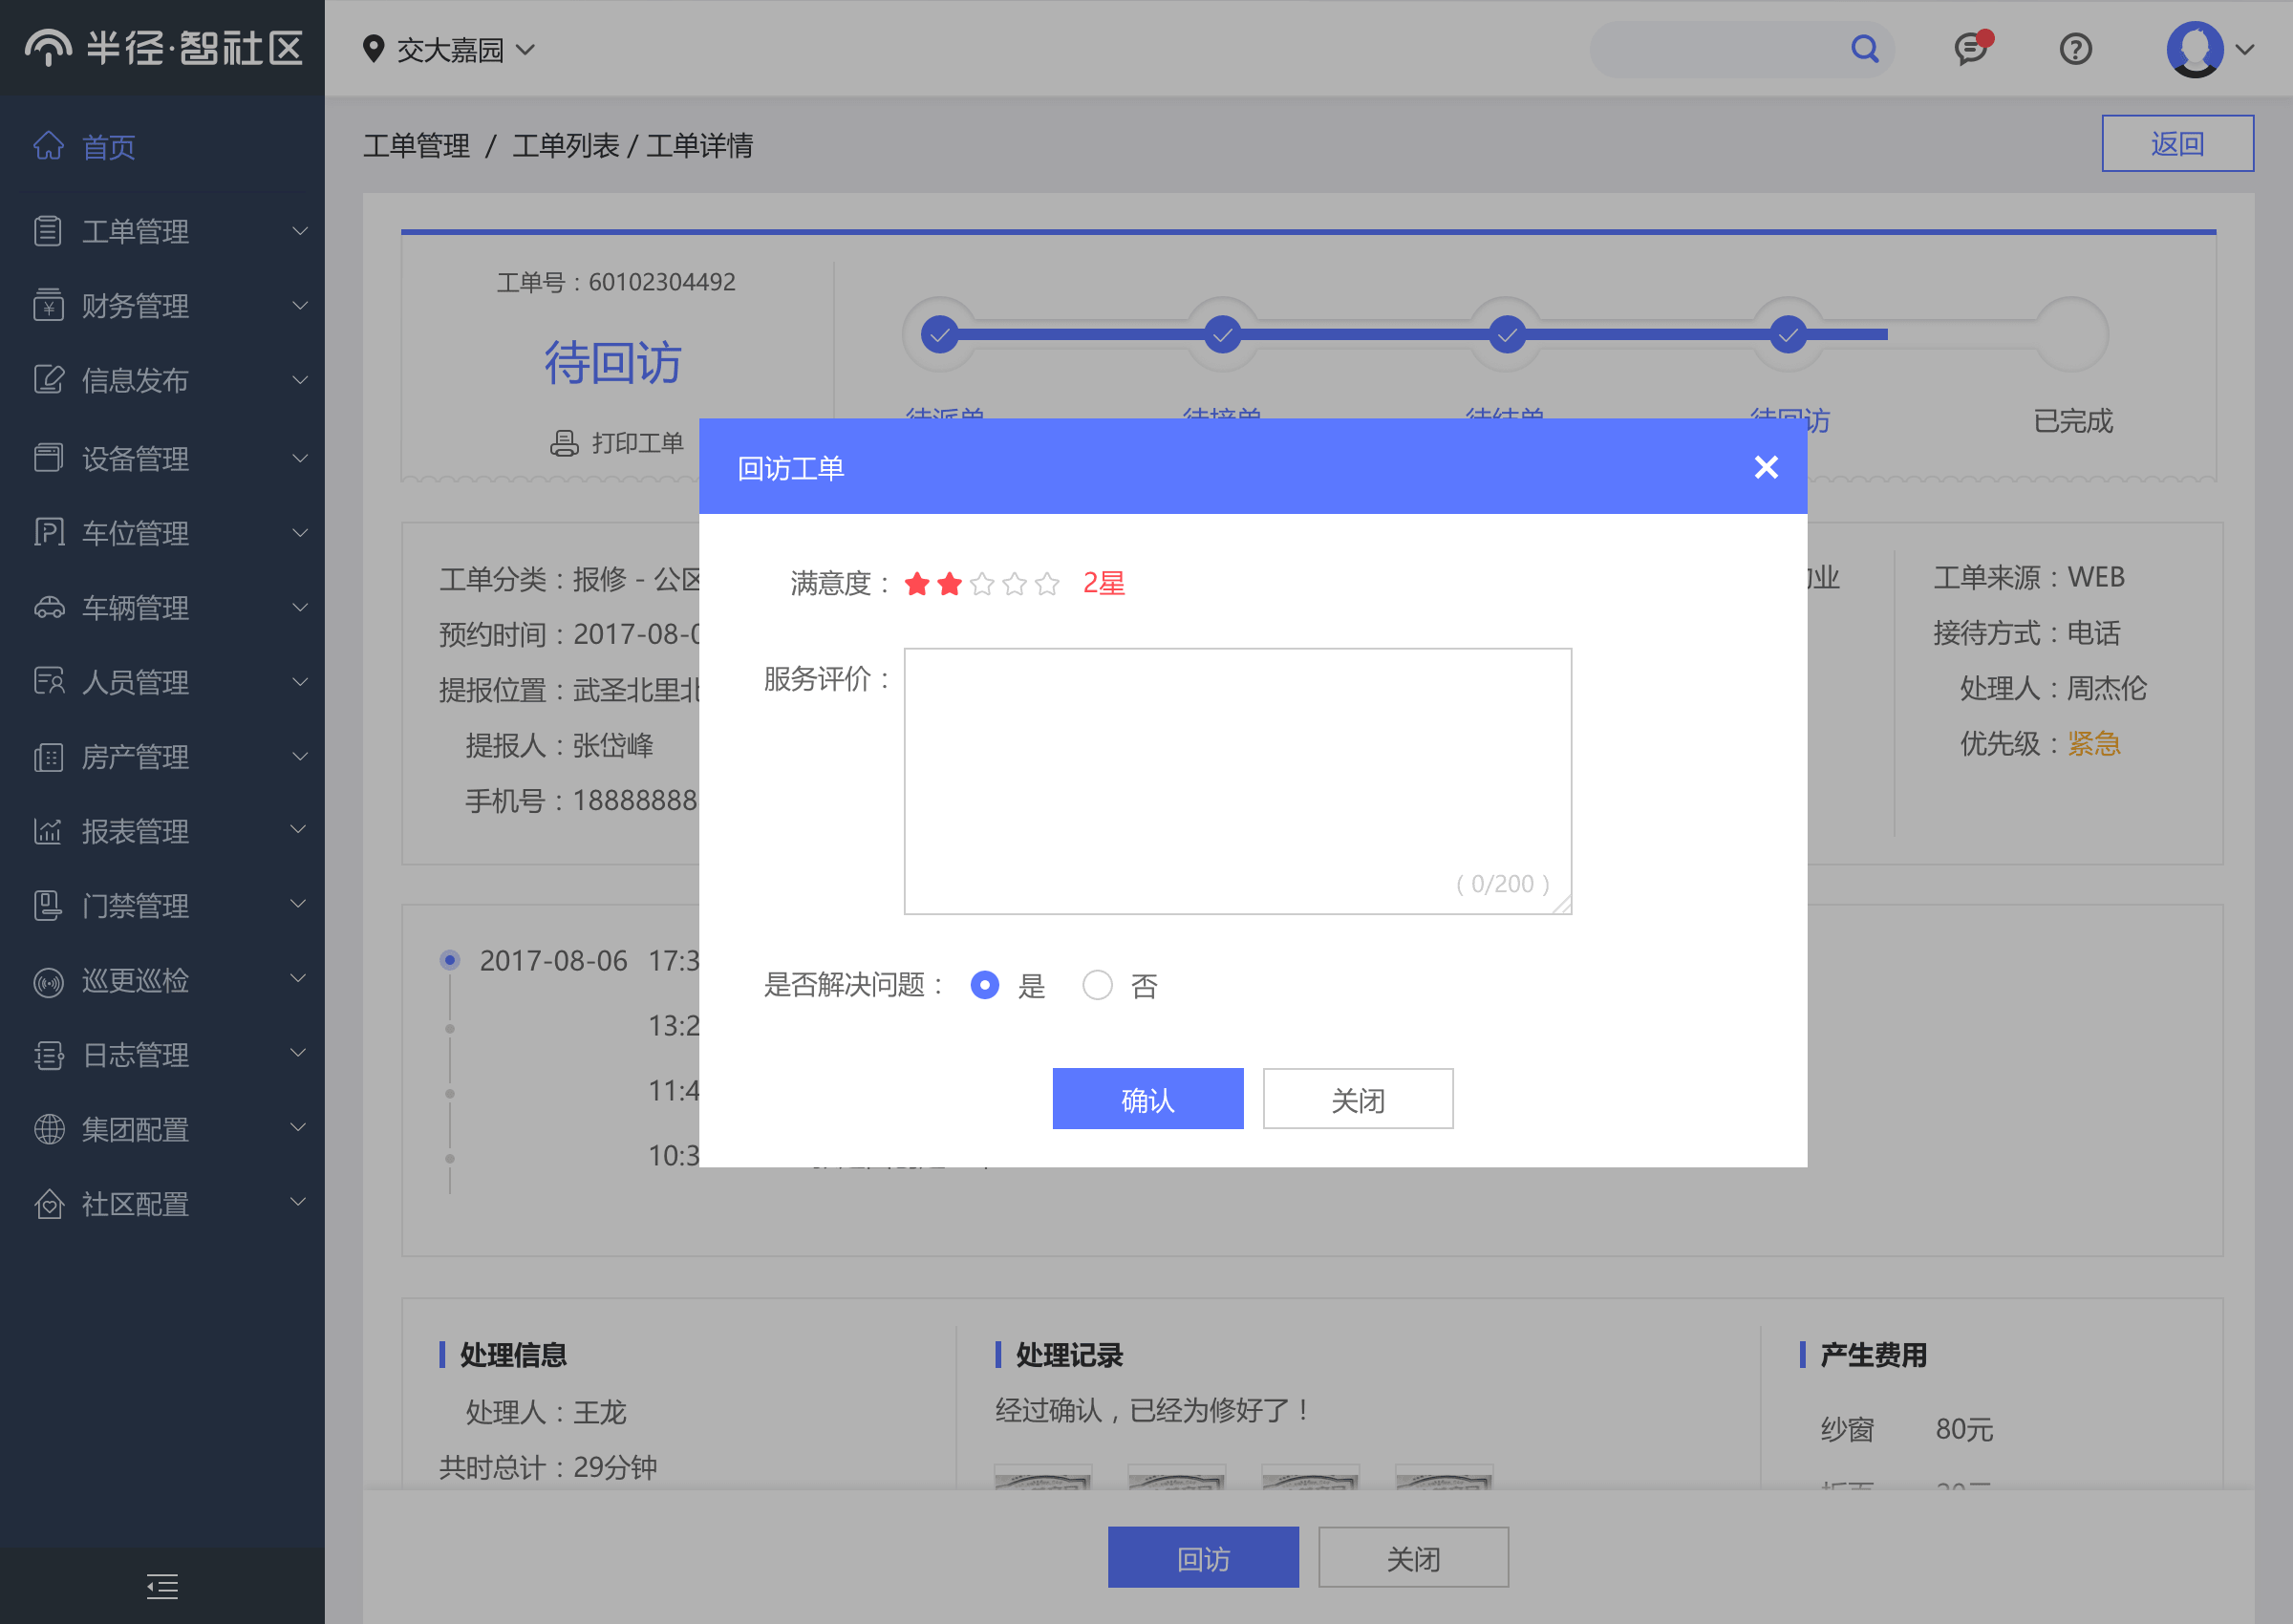 半径·智社区
交大嘉园
首页
工单管理
财务管理
信息发布
设备管理
车位管理
车辆管理
人员管理
房产管理
报表管理
门禁管理
巡更巡检
日志管理
集团配置
社区配置
工单管理 / 工单列表 / 工单详情
返回
工单号：60102304492
待回访
打印工单
待派单 待接单 待结单 待回访 已完成
回访工单
满意度： 2星
服务评价：
( 0/200 )
是否解决问题： 是 否
确认 关闭
工单分类：报修 - 公区
预约时间：2017-08-0
提报位置：武圣北里北
提报人：张岱峰
手机号：18888888
业
工单来源：WEB
接待方式：电话
处理人：周杰伦
优先级：紧急
2017-08-06 17:3
13:2
11:4
10:3
处理信息
处理人：王龙
共时总计：29分钟
处理记录
经过确认，已经为修好了！
产生费用
纱窗 80元
回访 关闭